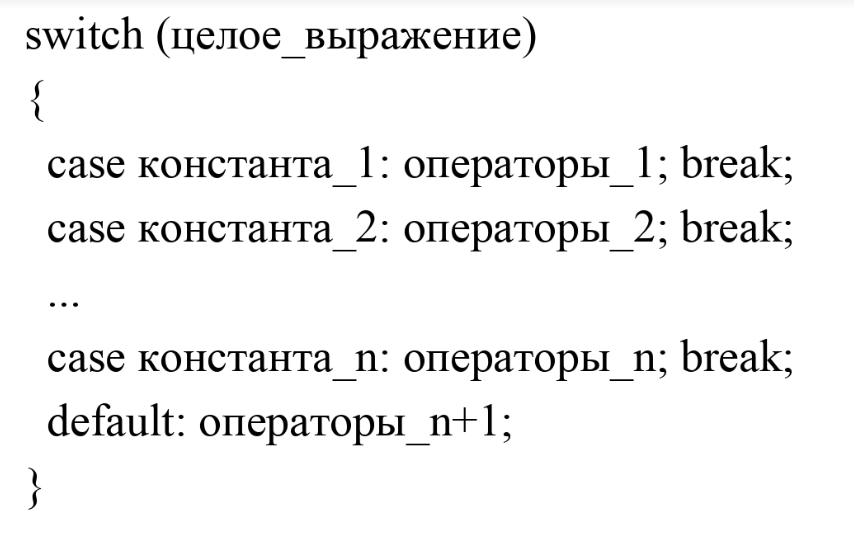 switch (целое_выражение)
{
case константа_1: операторы_1; break;
case константа_2: операторы_2; break;
...
case константа_n: операторы_n; break;
default: операторы_n+1;
}